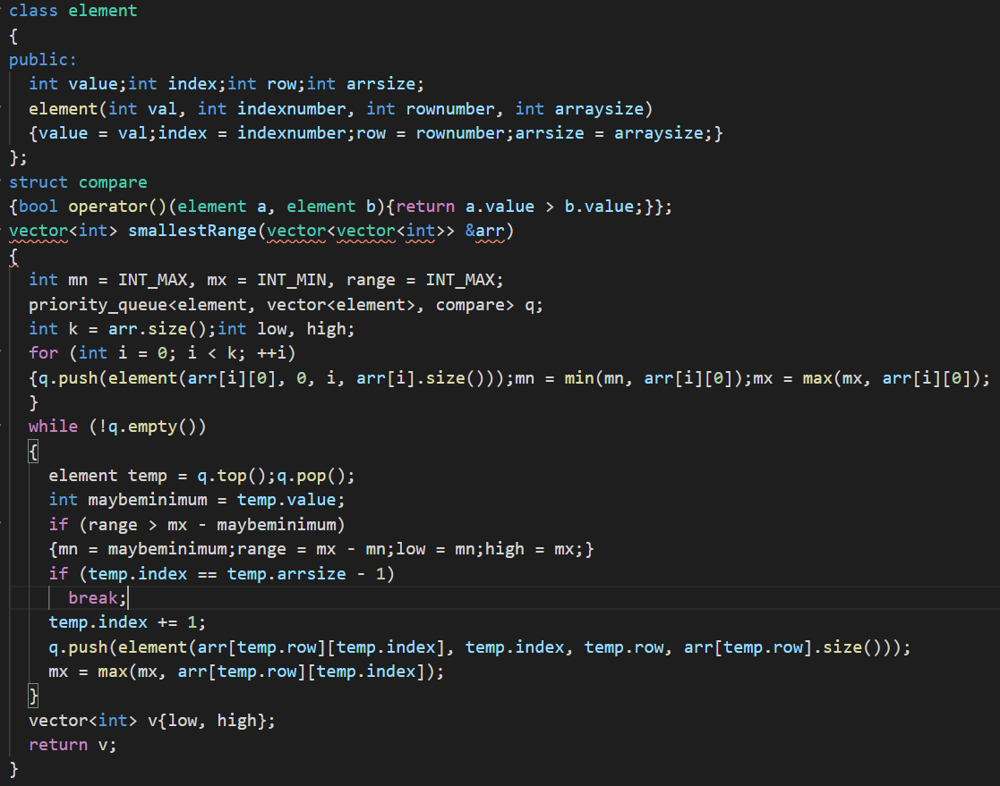 class element
{
public:
int value;int index;int row;int arrsize;
element(int val, int indexnumber, int rownumber, int arraysize)
{value = val;index = indexnumber;row = rownumber;arrsize = arraysize;}
};
struct compare
{bool operator()(element a, element b){return a.value > b.value;}};
vector<int> smallestRange(vector<vector<int>> &arr)
{
int mn = INT_MAX, mx = INT_MIN, range = INT_MAX;
priority_queue<element, vector<element>, compare> q;
int k = arr.size();int low, high;
for (int i = 0; i < k; ++i)
{q.push(element(arr[i][0], 0, i, arr[i].size()));mn = min(mn, arr[i][0]);mx = max(mx, arr[i][0]);
}
while (!q.empty())
{
element temp = q.top();q.pop();
int maybeminimum = temp.value;
if (range > mx - maybeminimum)
{mn = maybeminimum;range = mx - mn;low = mn;high = mx;}
if (temp.index == temp.arrsize - 1)
break;
temp.index += 1;
q.push(element(arr[temp.row][temp.index], temp.index, temp.row, arr[temp.row].size()));
mx = max(mx, arr[temp.row][temp.index]);
}
vector<int> v{low, high};
return v;
}